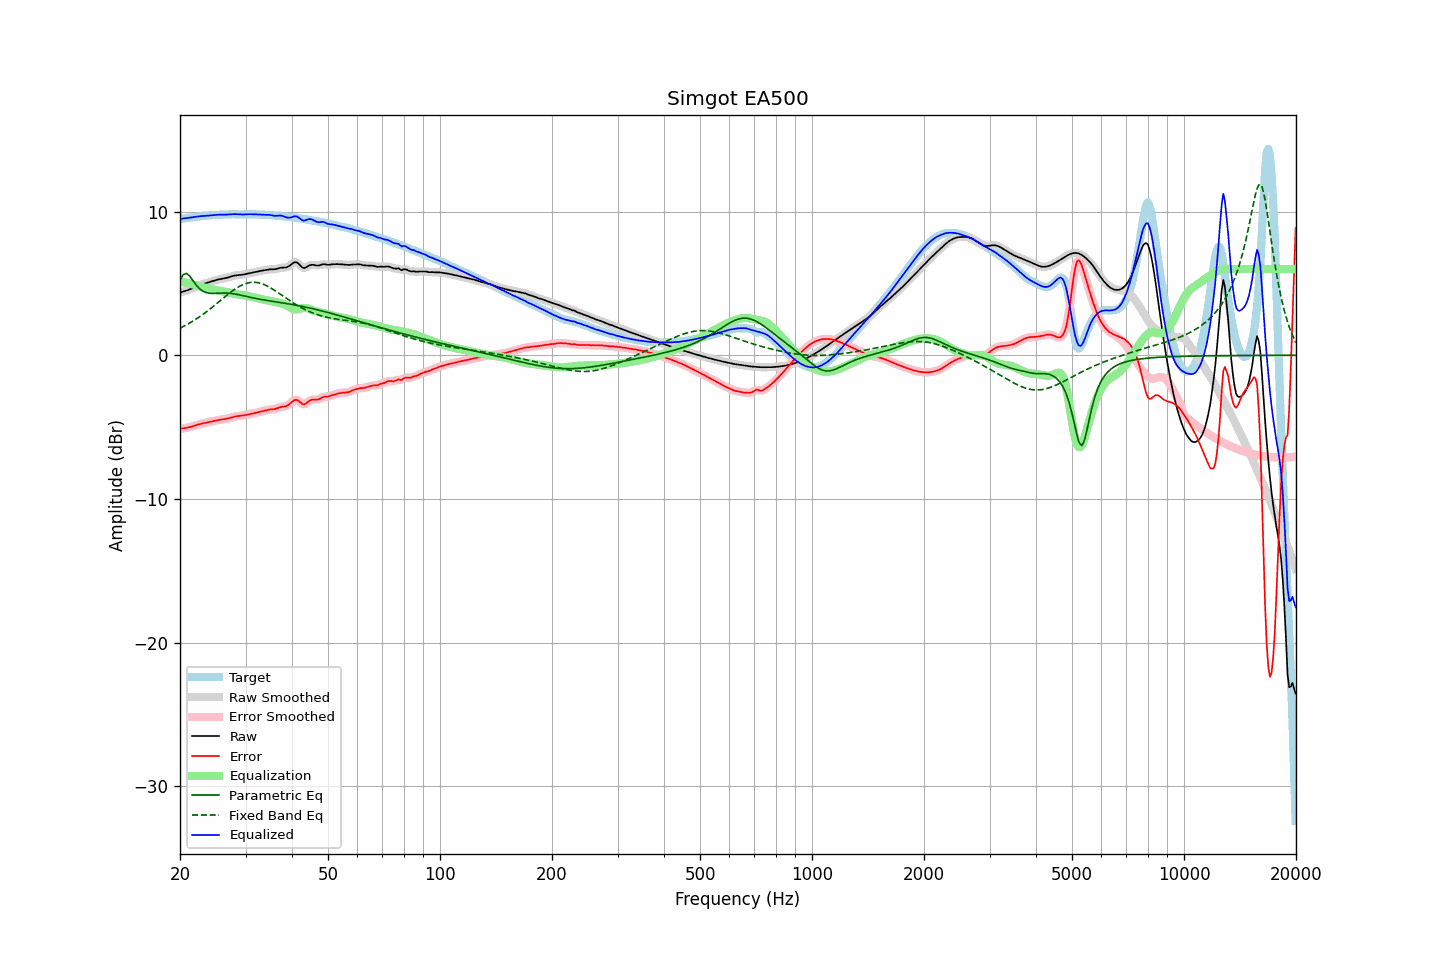 Simgot EA500
Amplitude (dBr)
10
0
−10
−20
−30
Target
Raw Smoothed
Error Smoothed
Raw
Error
Equalization
Parametric Eq
Fixed Band Eq
Equalized
20 50 100 200 500 1000 2000 5000 10000 20000
Frequency (Hz)